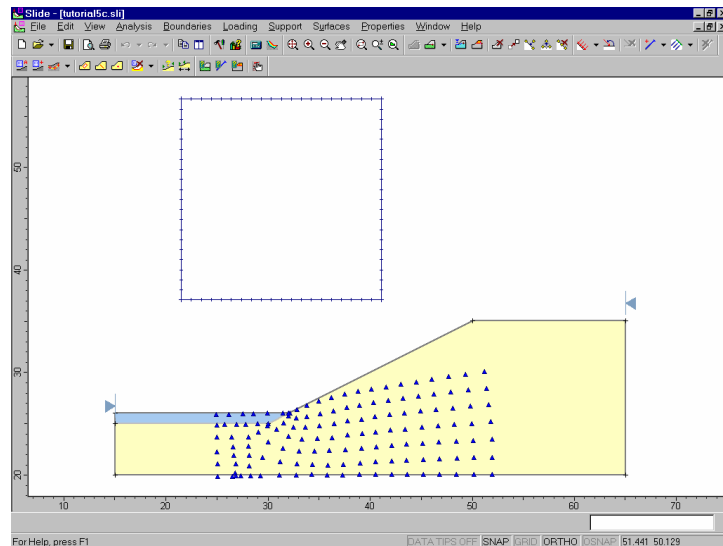 Slide - [tutorial5c.sli]
File Edit View Analysis Boundaries Loading Support Surfaces Properties Window Help
50
40
30
20
10 20 30 40 50 60 70
For Help, press F1
DATA TIPS OFF SNAP GRID ORTHO OSNAP 51.441 50.129